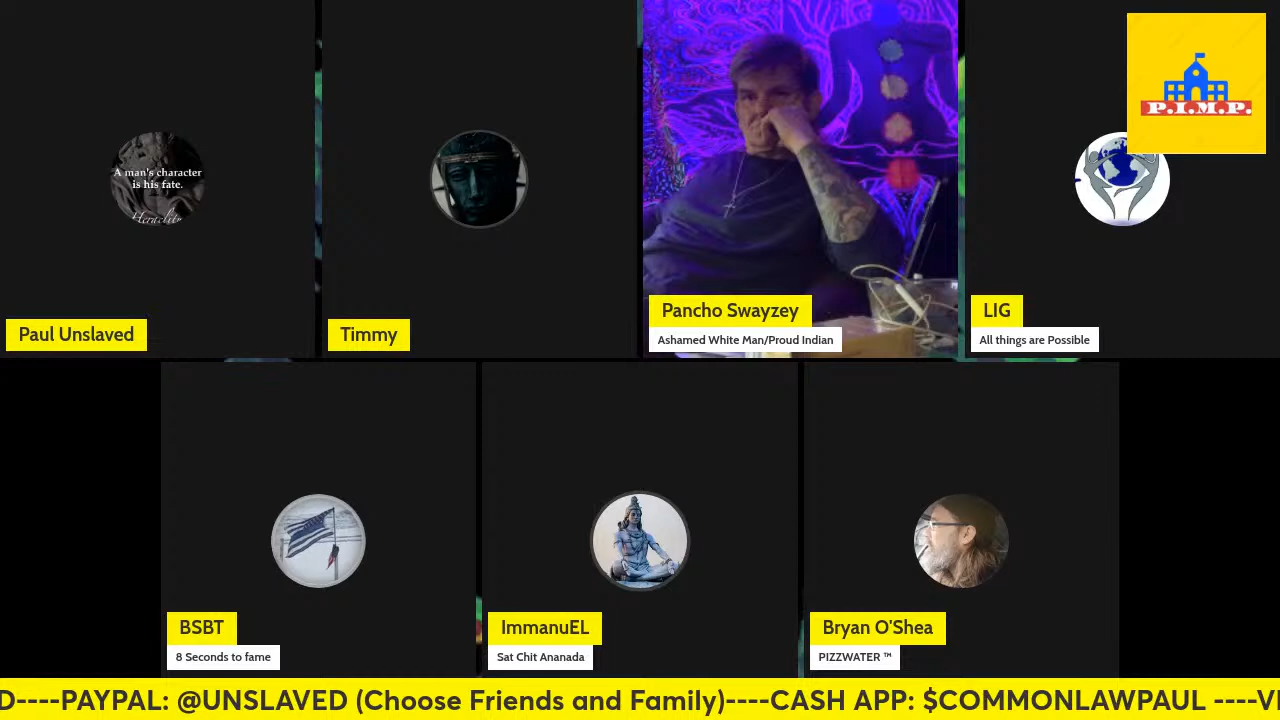 P.I.M.P.
A man's character
is his fate.
Paul Unslaved
Timmy
Pancho Swayzey
Ashamed White Man/Proud Indian
LIG
All things are Possible
BSBT
8 Seconds to fame
ImmanuEL
Sat Chit Ananada
Bryan O'Shea
PIZZWATER ™
D----PAYPAL: @UNSLAVED (Choose Friends and Family)----CASH APP: $COMMONLAWPAUL ----VE